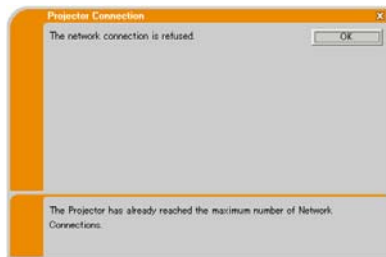 Projector Connection
X
The network connection is refused.
OK
The Projector has already reached the maximum number of Network
Connections.